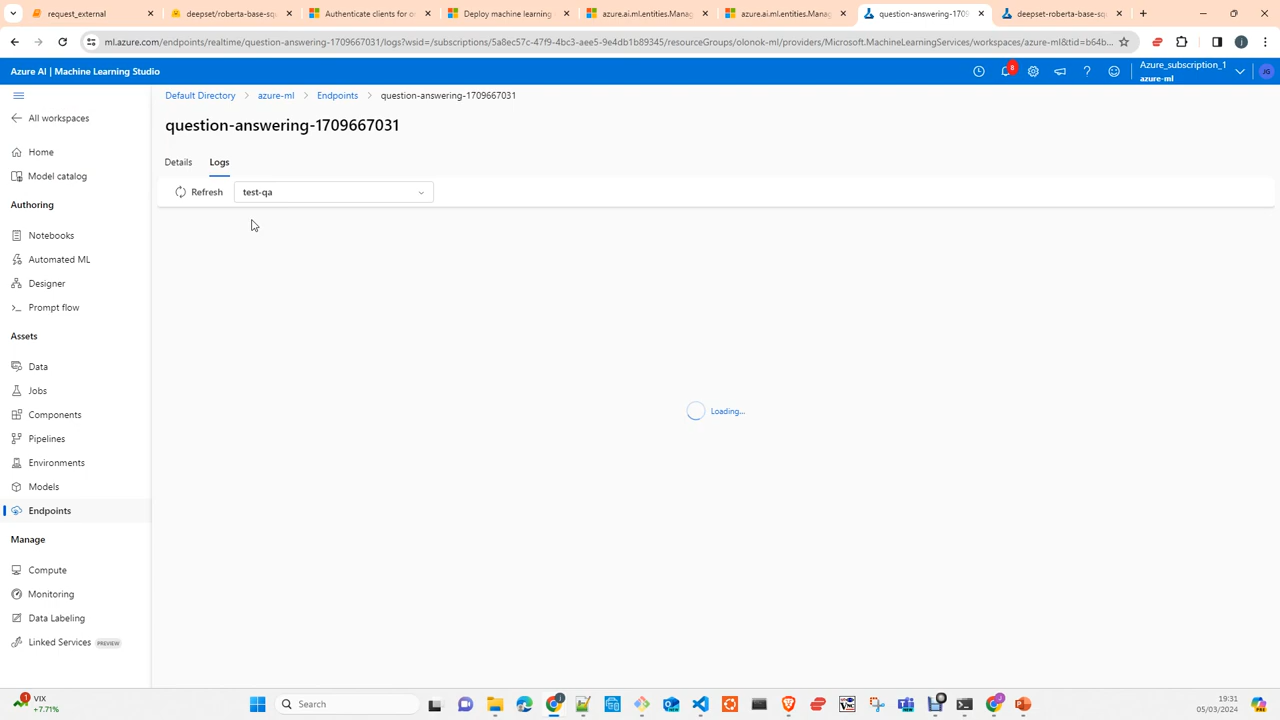 request_external
deepset/roberta-base-squ
Authenticate clients for o
Deploy machine learning
azure.ai.ml.entities.Manag
azure.ai.ml.entities.Manag
question-answering-1709
deepset-roberta-base-sq
ml.azure.com/endpoints/realtime/question-answering-1709667031/logs?wsid=/subscriptions/5a8ec57c-47f9-4bc3-aee5-9e4db1b89345/resourceGroups/olonok-ml/providers/Microsoft.MachineLearningServices/workspaces/azure-ml&tid=b64b...
Azure AI | Machine Learning Studio
8
Azure_subscription_1
azure-ml
JG
Default Directory > azure-ml > Endpoints > question-answering-1709667031
All workspaces
question-answering-1709667031
Home
Details
Logs
Model catalog
Refresh
test-qa
Authoring
Notebooks
Automated ML
Designer
Prompt flow
Assets
Data
Jobs
Loading...
Components
Pipelines
Environments
Models
Endpoints
Manage
Compute
Monitoring
Data Labeling
Linked Services PREVIEW
1
VIX
+7.71%
Search
19:31
05/03/2024